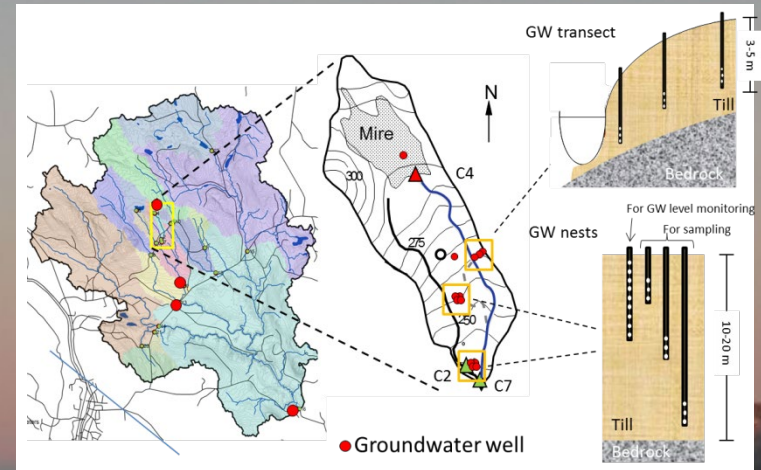 GW transect
3-5 m
Till
Bedrock
N
Mire
C4
300
275
GW nests
For GW level monitoring
For sampling
250
10-20 m
C2
C7
Till
Bedrock
Groundwater well